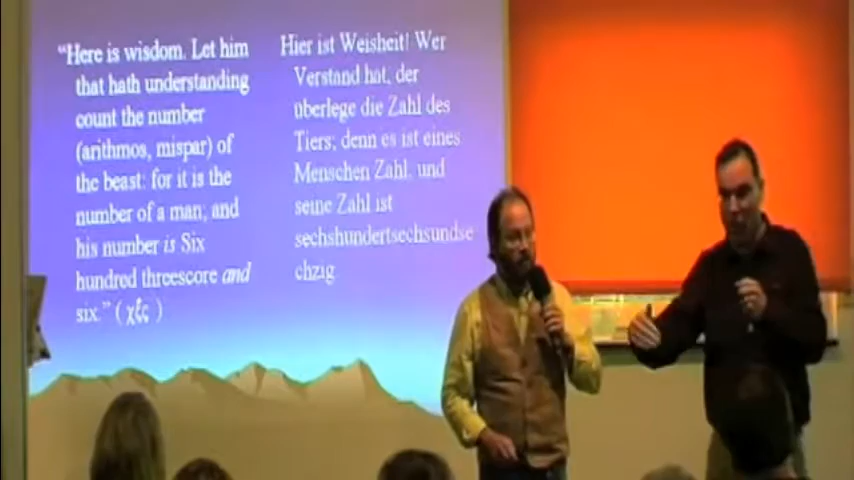 “Here is wisdom. Let him
that hath understanding
count the number
(arithmos, mispar) of
the beast: for it is the
number of a man; and
his number is Six
hundred threescore and
six.” ( χξς )
Hier ist Weisheit! Wer
Verstand hat, der
überlege die Zahl des
Tiers; denn es ist eines
Menschen Zahl, und
seine Zahl ist
sechshundertsechsundse
chzig